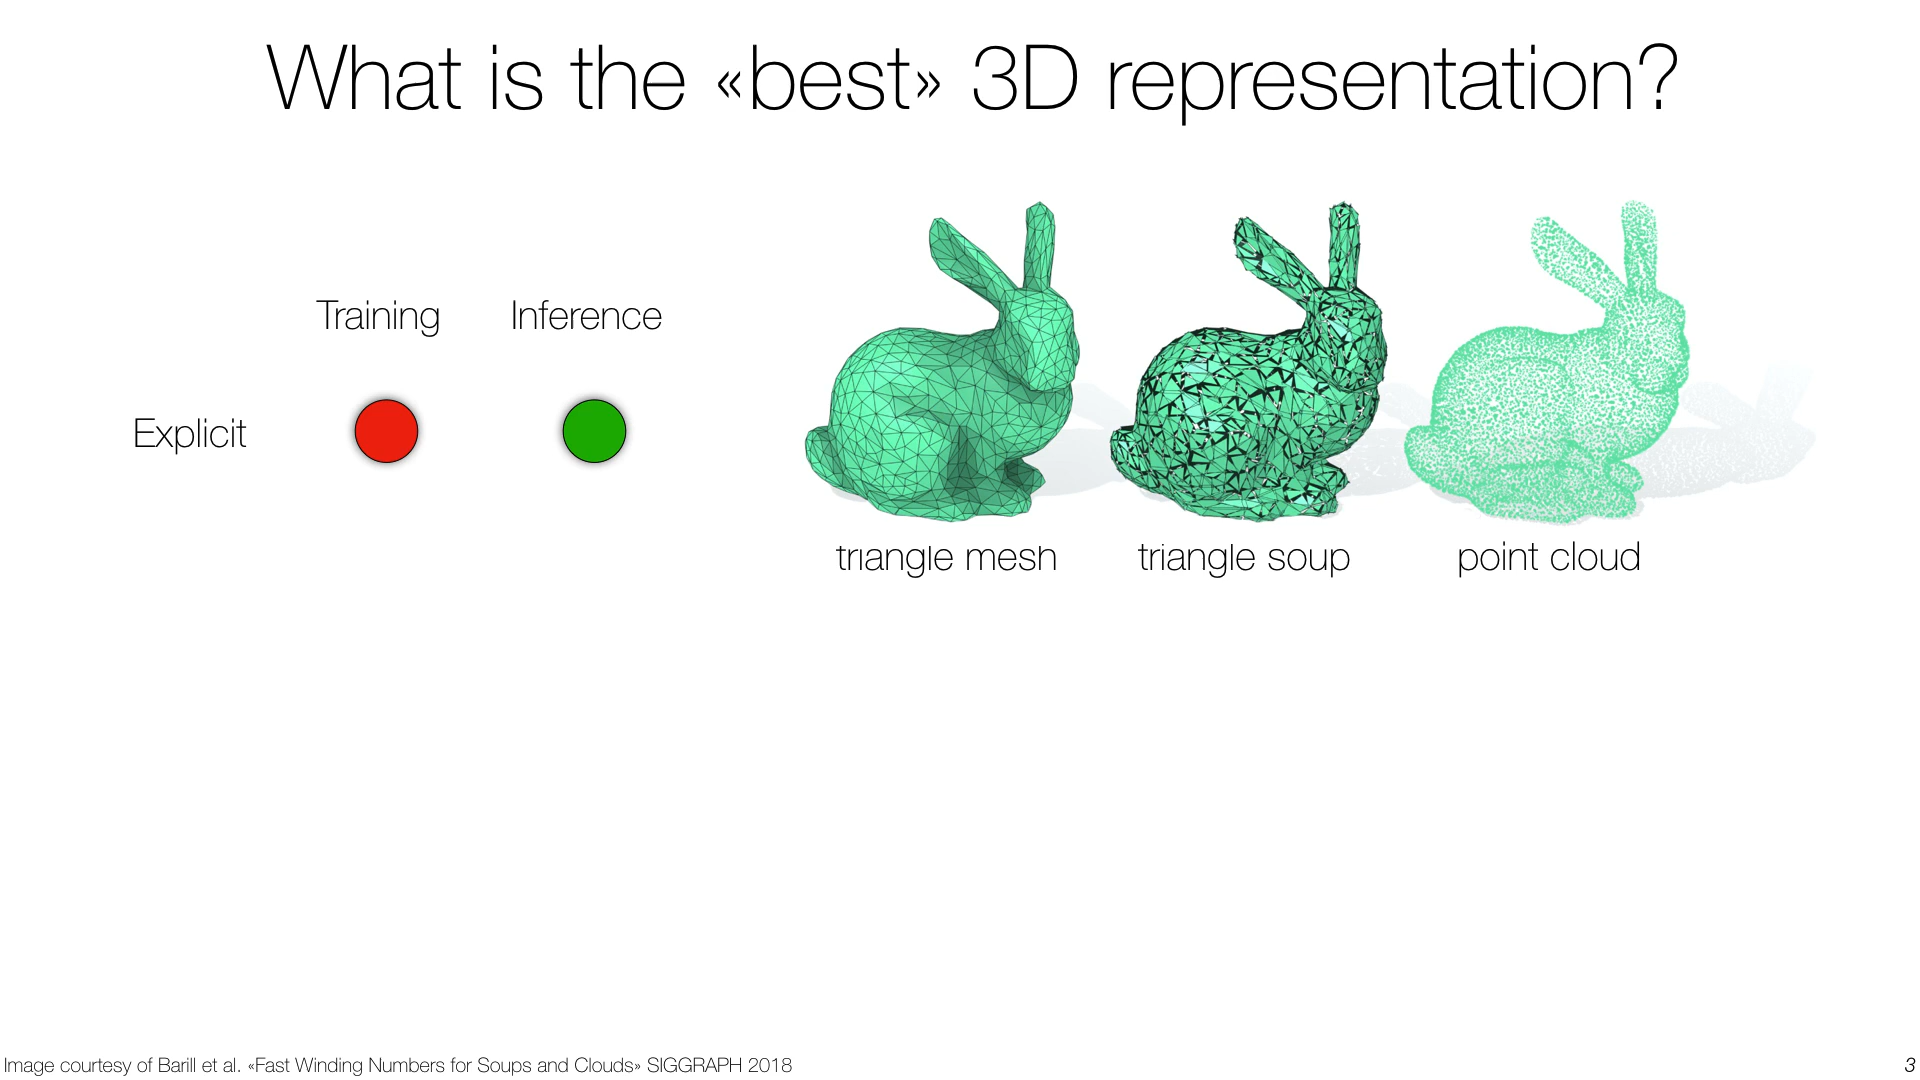 What is the «best» 3D representation?
Training Inference
Explicit
triangle mesh triangle soup point cloud
Image courtesy of Barill et al. «Fast Winding Numbers for Soups and Clouds» SIGGRAPH 2018
3